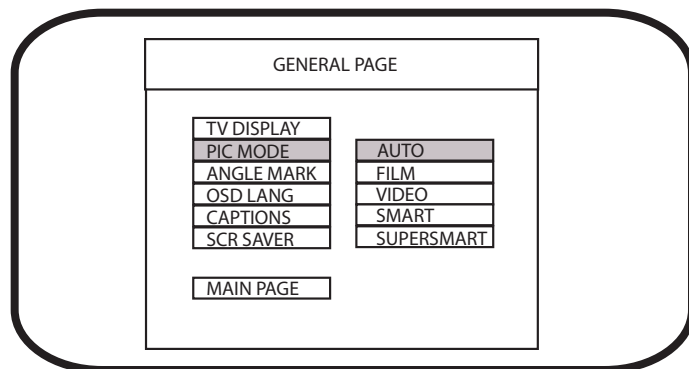 GENERAL PAGE
TV DISPLAY
PIC MODE
ANGLE MARK
OSD LANG
CAPTIONS
SCR SAVER
AUTO
FILM
VIDEO
SMART
SUPERSMART
MAIN PAGE